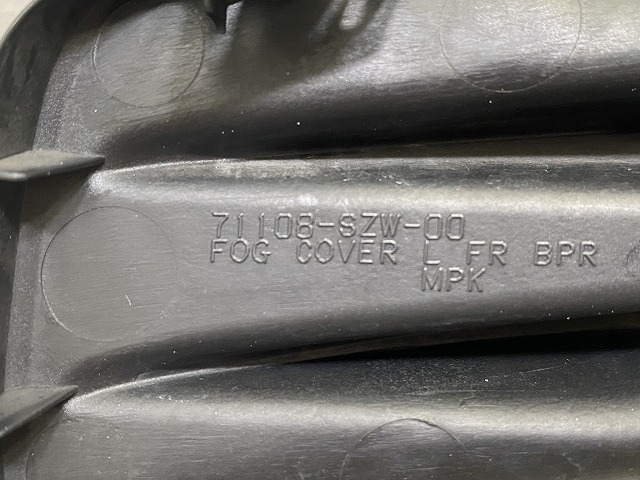 71108-SZW-00
FOG COVER L FR BPR
MPK